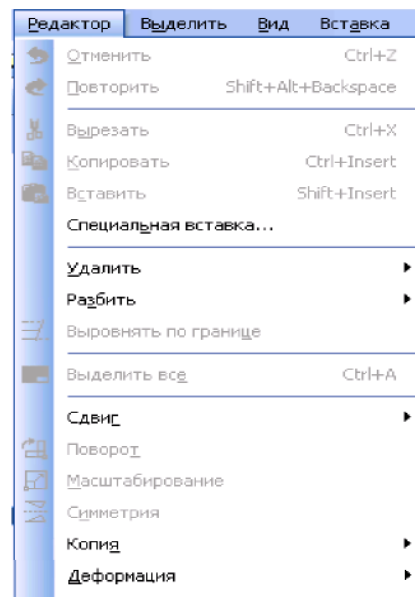 Редактор Выделить Вид Вставка
Отменить Ctrl+Z
Повторить Shift+Alt+Backspace
Вырезать Ctrl+X
Копировать Ctrl+Insert
Вставить Shift+Insert
Специальная вставка...
Удалить
Разбить
Выровнять по границе
Выделить все Ctrl+A
Сдвиг
Поворот
Масштабирование
Симметрия
Копия
Деформация